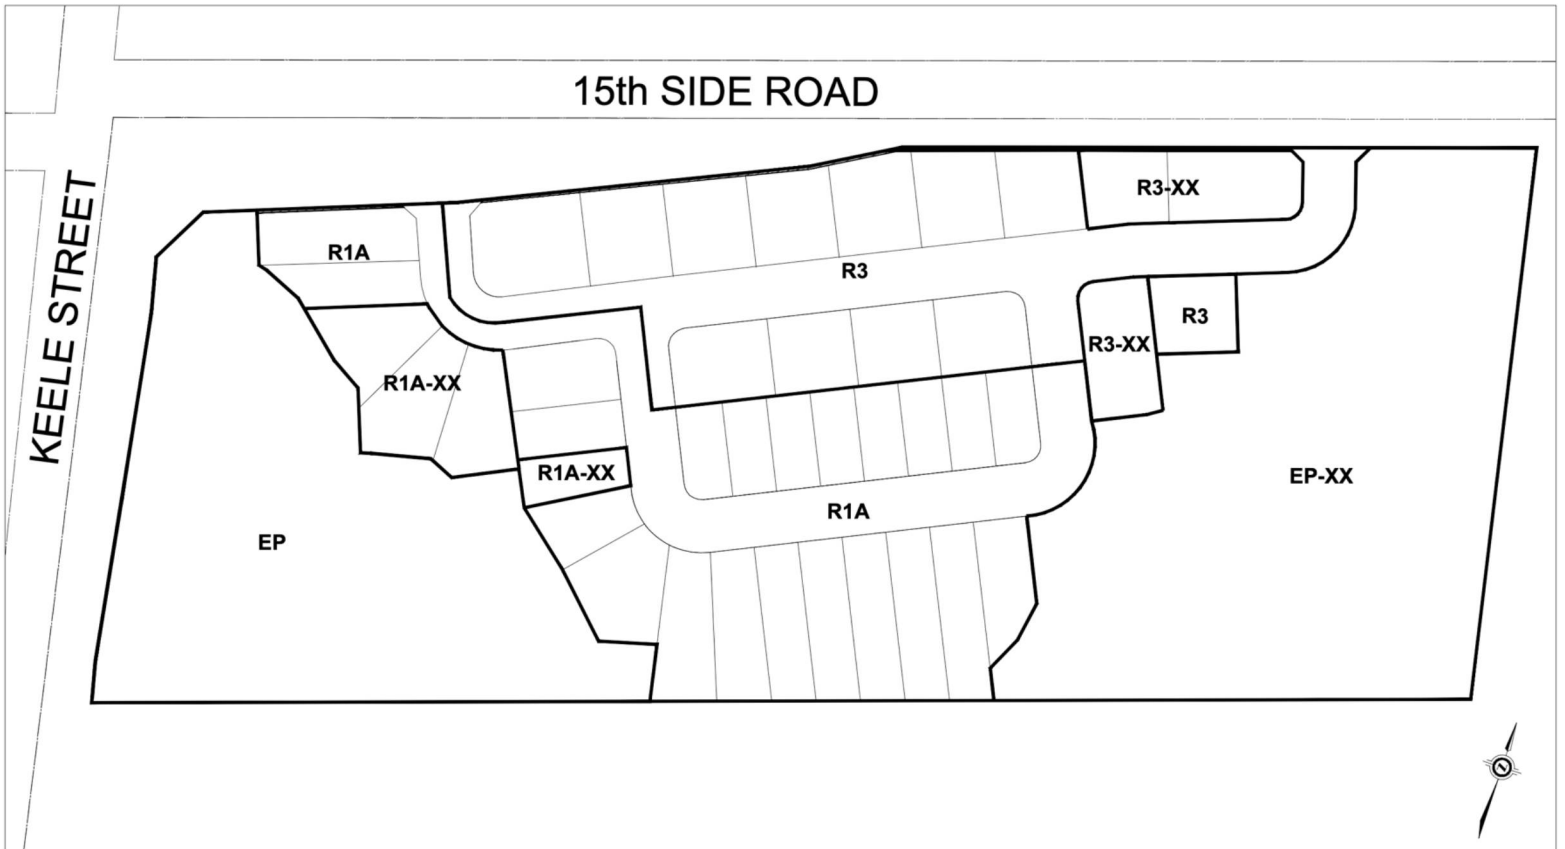 15th SIDE ROAD
KEELE STREET
R3-XX
R1A
R3
R3
R3-XX
R1A-XX
R1A-XX
EP-XX
R1A
EP